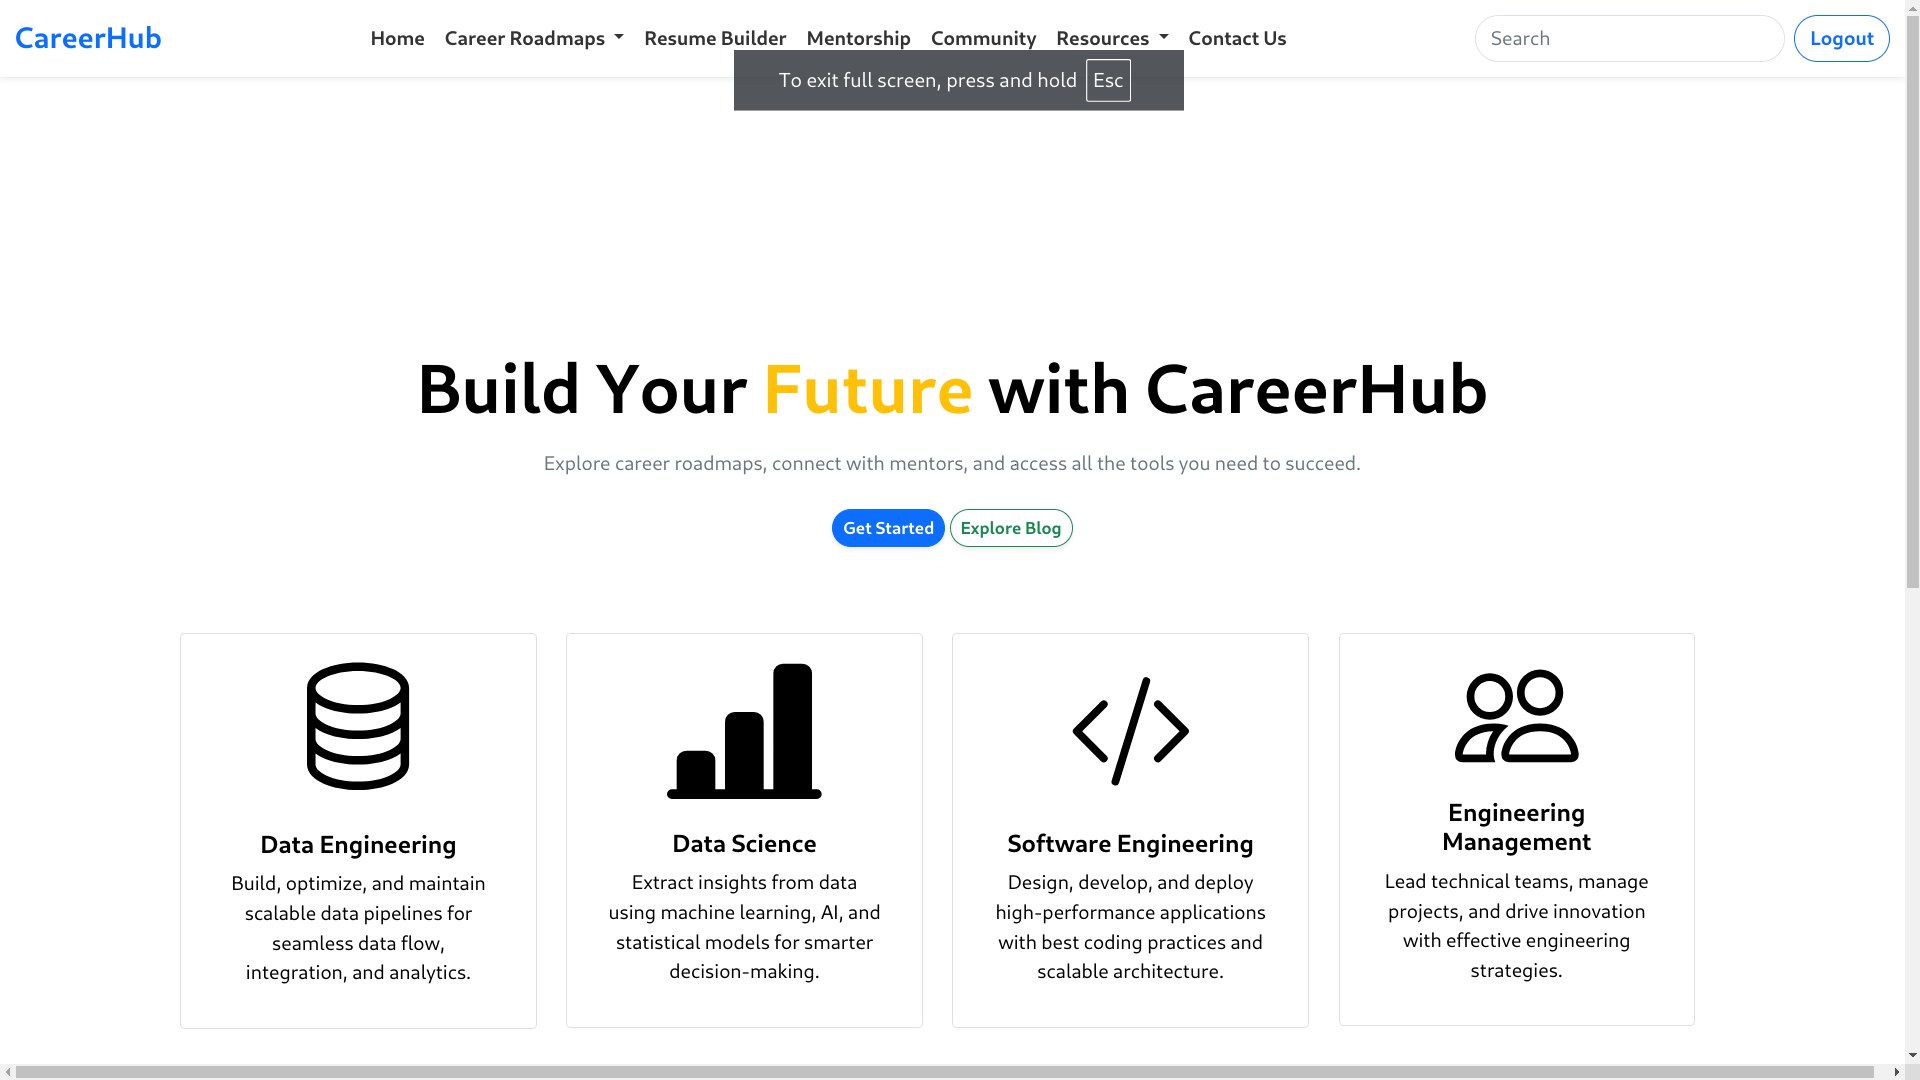 CareerHub
Home
Career Roadmaps
Resume Builder
Mentorship
Community
Resources
Contact Us
Search
Logout
To exit full screen, press and hold Esc
Build Your Future with CareerHub
Explore career roadmaps, connect with mentors, and access all the tools you need to succeed.
Get Started
Explore Blog
Data Engineering
Build, optimize, and maintain
scalable data pipelines for
seamless data flow,
integration, and analytics.
Data Science
Extract insights from data
using machine learning, AI, and
statistical models for smarter
decision-making.
Software Engineering
Design, develop, and deploy
high-performance applications
with best coding practices and
scalable architecture.
Engineering
Management
Lead technical teams, manage
projects, and drive innovation
with effective engineering
strategies.